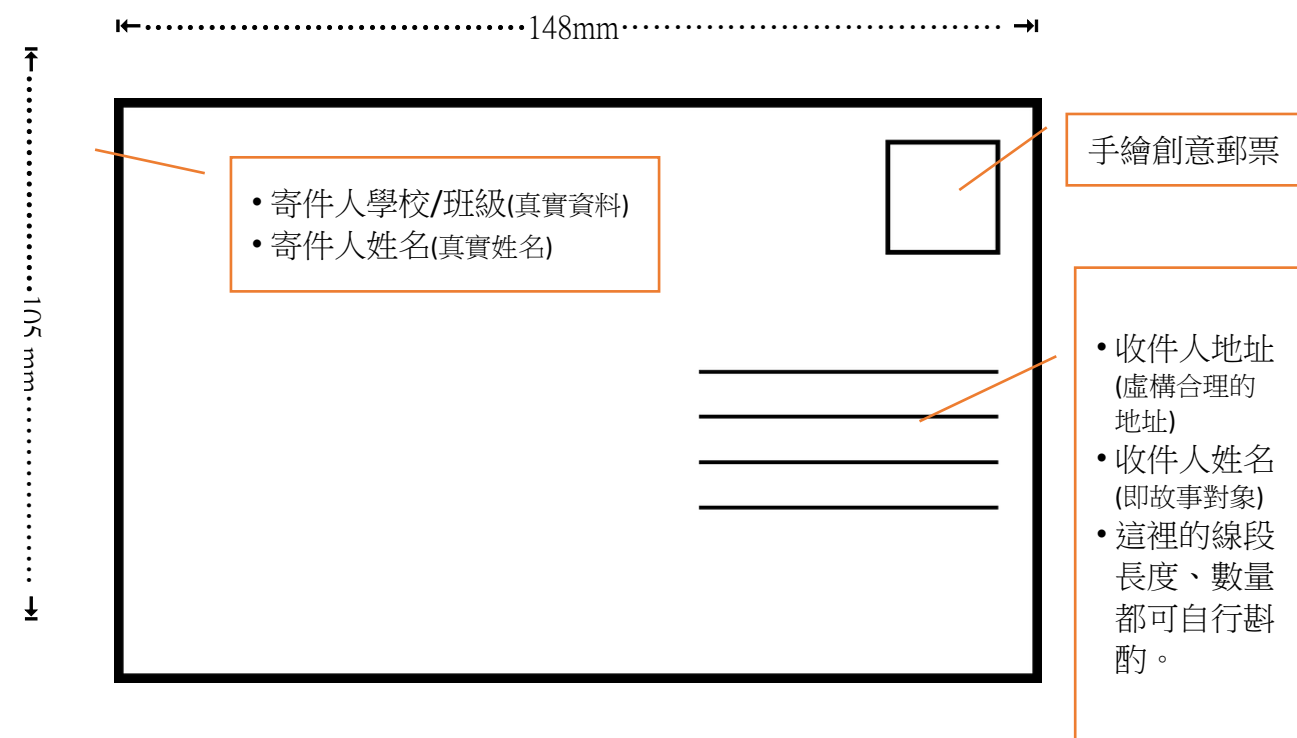 148mm
105 mm
• 寄件人學校/班級(真實資料)
• 寄件人姓名(真實姓名)
手繪創意郵票
• 收件人地址
(虛構合理的
地址)
• 收件人姓名
(即故事對象)
• 這裡的線段
長度、數量
都可自行斟
酌。